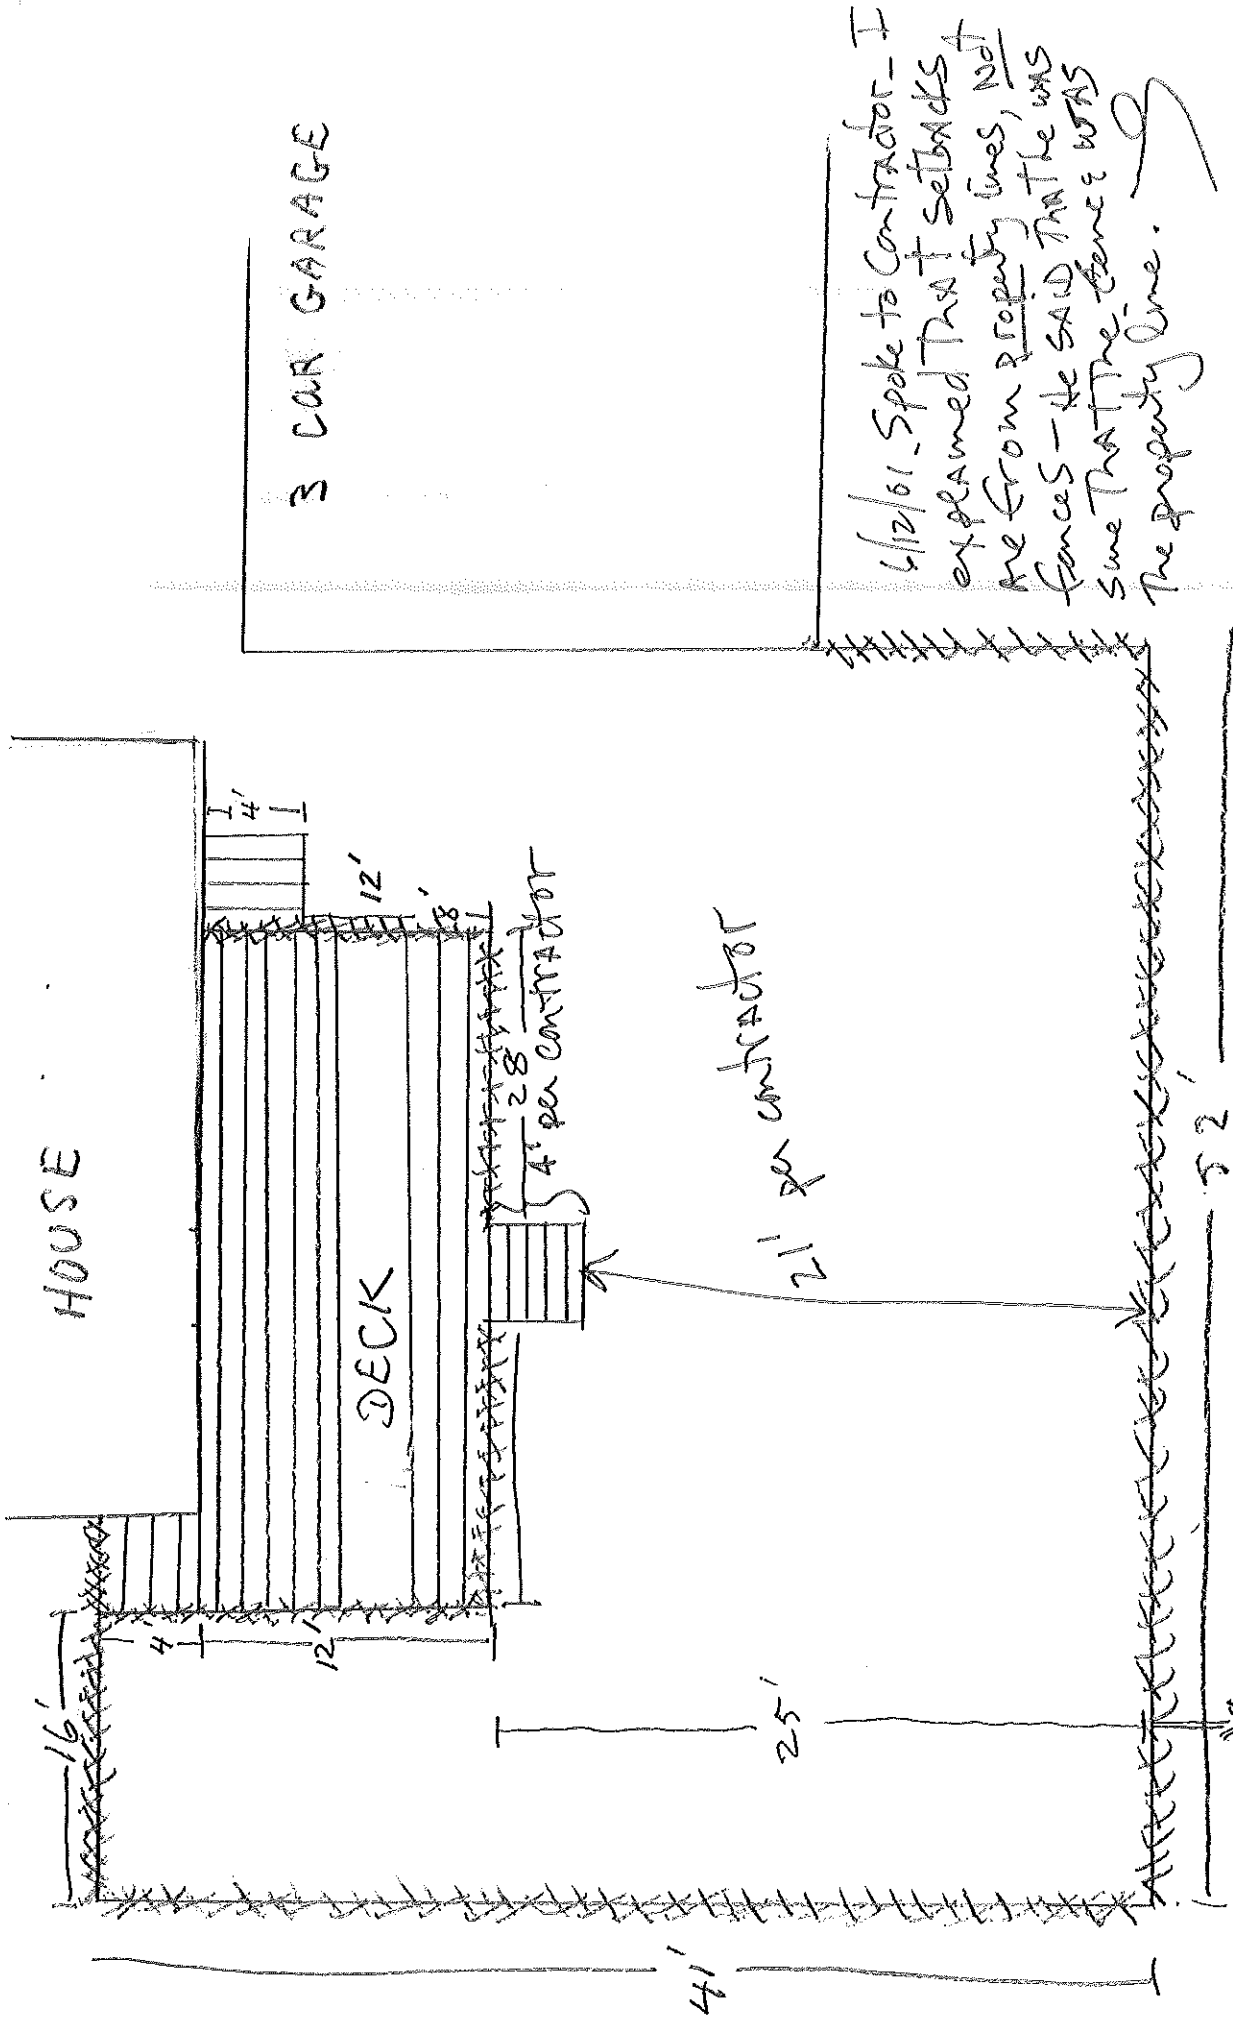 HOUSE
3 CAR GARAGE
16'
4'
12'
DECK
4'
12'
8'
28
4' per contractor
21' per contractor
25'
41'
52'
6/12/01 - Spoke to Contractor - I
explained That setbacks
Are from property lines, Not
fences - He SAID That he was
sure That The fence WAS
The property line.